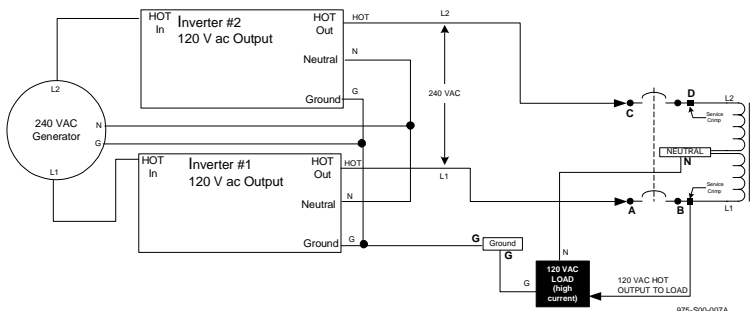 HOT
In
Inverter #2
120 V ac Output
HOT
Out
HOT
L2
Neutral
N
Ground
G
L2
240 VAC
Generator
N
G
L1
240 VAC
HOT
In
Inverter #1
120 V ac Output
HOT
Out
HOT
L1
Neutral
N
Ground
G
C
D
L2
Service
Crimp
NEUTRAL
N
Service
Crimp
A
B
L1
G
Ground
G
N
G
120 VAC
LOAD
(high
current)
120 VAC HOT
OUTPUT TO LOAD
975-S00-007A